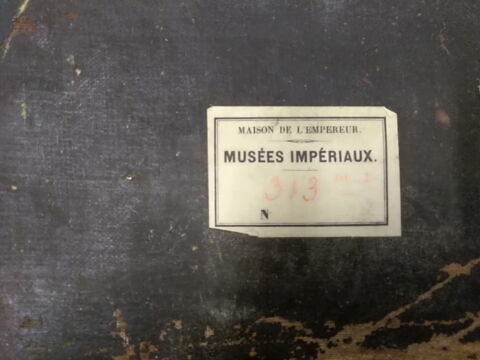 MAISON DE L'EMPEREUR.
MUSÉES IMPÉRIAUX.
313
N